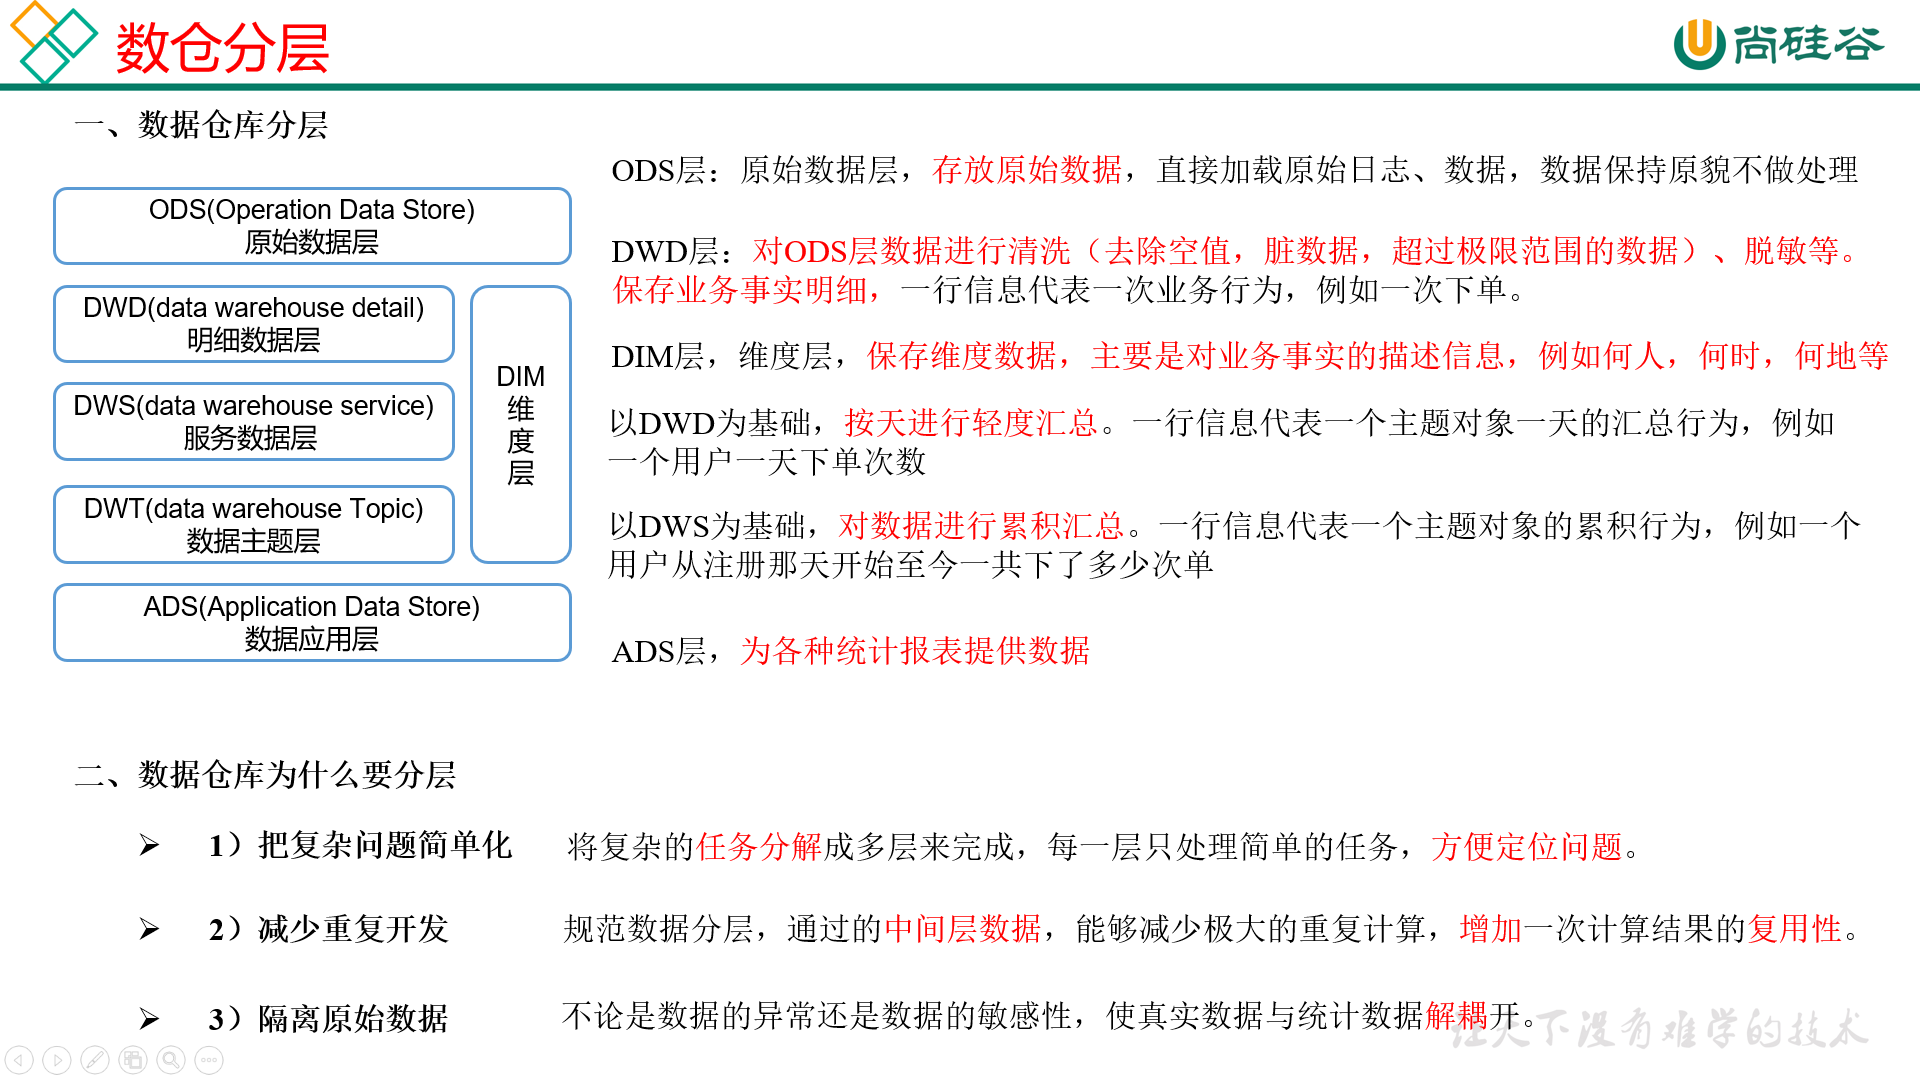 数仓分层
尚硅谷
一、数据仓库分层
ODS(Operation Data Store)
原始数据层
DWD(data warehouse detail)
明细数据层
DWS(data warehouse service)
服务数据层
DWT(data warehouse Topic)
数据主题层
DIM
维
度
层
ADS(Application Data Store)
数据应用层
ODS层：原始数据层，存放原始数据，直接加载原始日志、数据，数据保持原貌不做处理
DWD层：对ODS层数据进行清洗（去除空值，脏数据，超过极限范围的数据）、脱敏等。
保存业务事实明细，一行信息代表一次业务行为，例如一次下单。
DIM层，维度层，保存维度数据，主要是对业务事实的描述信息，例如何人，何时，何地等
以DWD为基础，按天进行轻度汇总。一行信息代表一个主题对象一天的汇总行为，例如
一个用户一天下单次数
以DWS为基础，对数据进行累积汇总。一行信息代表一个主题对象的累积行为，例如一个
用户从注册那天开始至今一共下了多少次单
ADS层，为各种统计报表提供数据
二、数据仓库为什么要分层
➢ 1）把复杂问题简单化 将复杂的任务分解成多层来完成，每一层只处理简单的任务，方便定位问题。
➢ 2）减少重复开发 规范数据分层，通过的中间层数据，能够减少极大的重复计算，增加一次计算结果的复用性。
➢ 3）隔离原始数据 不论是数据的异常还是数据的敏感性，使真实数据与统计数据解耦开。
让天下没有难学的技术